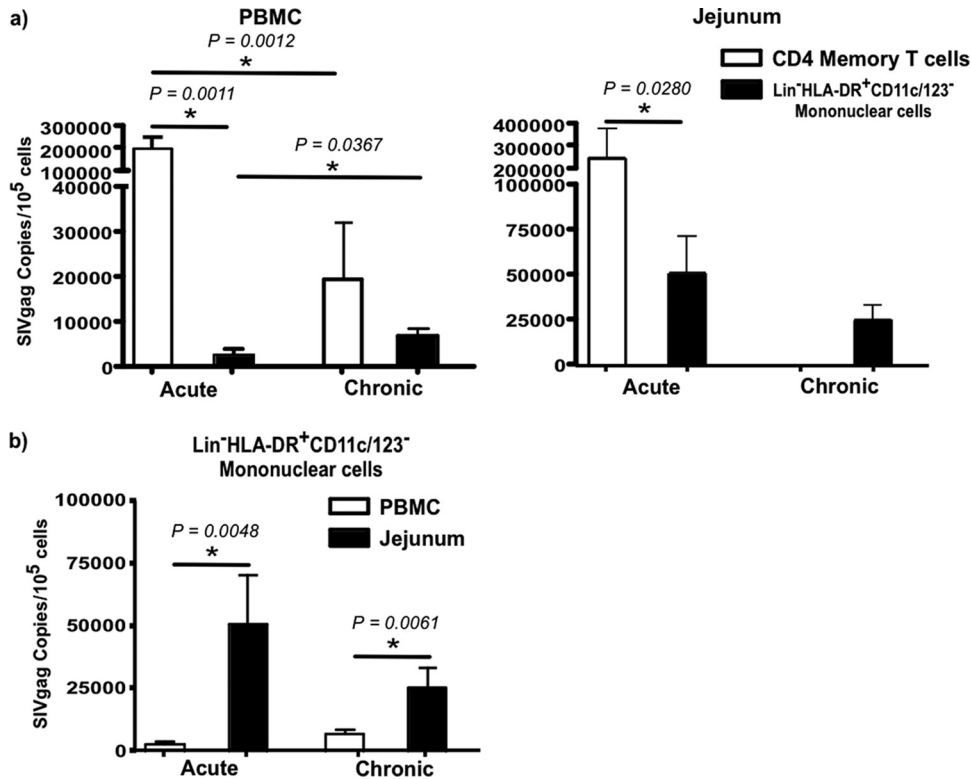 a)
PBMC
P = 0.0012
*
P = 0.0011
*
P = 0.0367
*
SIVgag Copies/10⁵ cells
300000
200000
100000
40000
30000
20000
10000
0
Acute
Chronic
Jejunum
CD4 Memory T cells
Lin⁻HLA-DR⁺CD11c/123⁻
Mononuclear cells
P = 0.0280
*
400000
300000
200000
100000
75000
50000
25000
0
Acute
Chronic
b)
Lin⁻HLA-DR⁺CD11c/123⁻
Mononuclear cells
PBMC
Jejunum
P = 0.0048
*
P = 0.0061
*
SIVgag Copies/10⁵ cells
100000
75000
50000
25000
0
Acute
Chronic